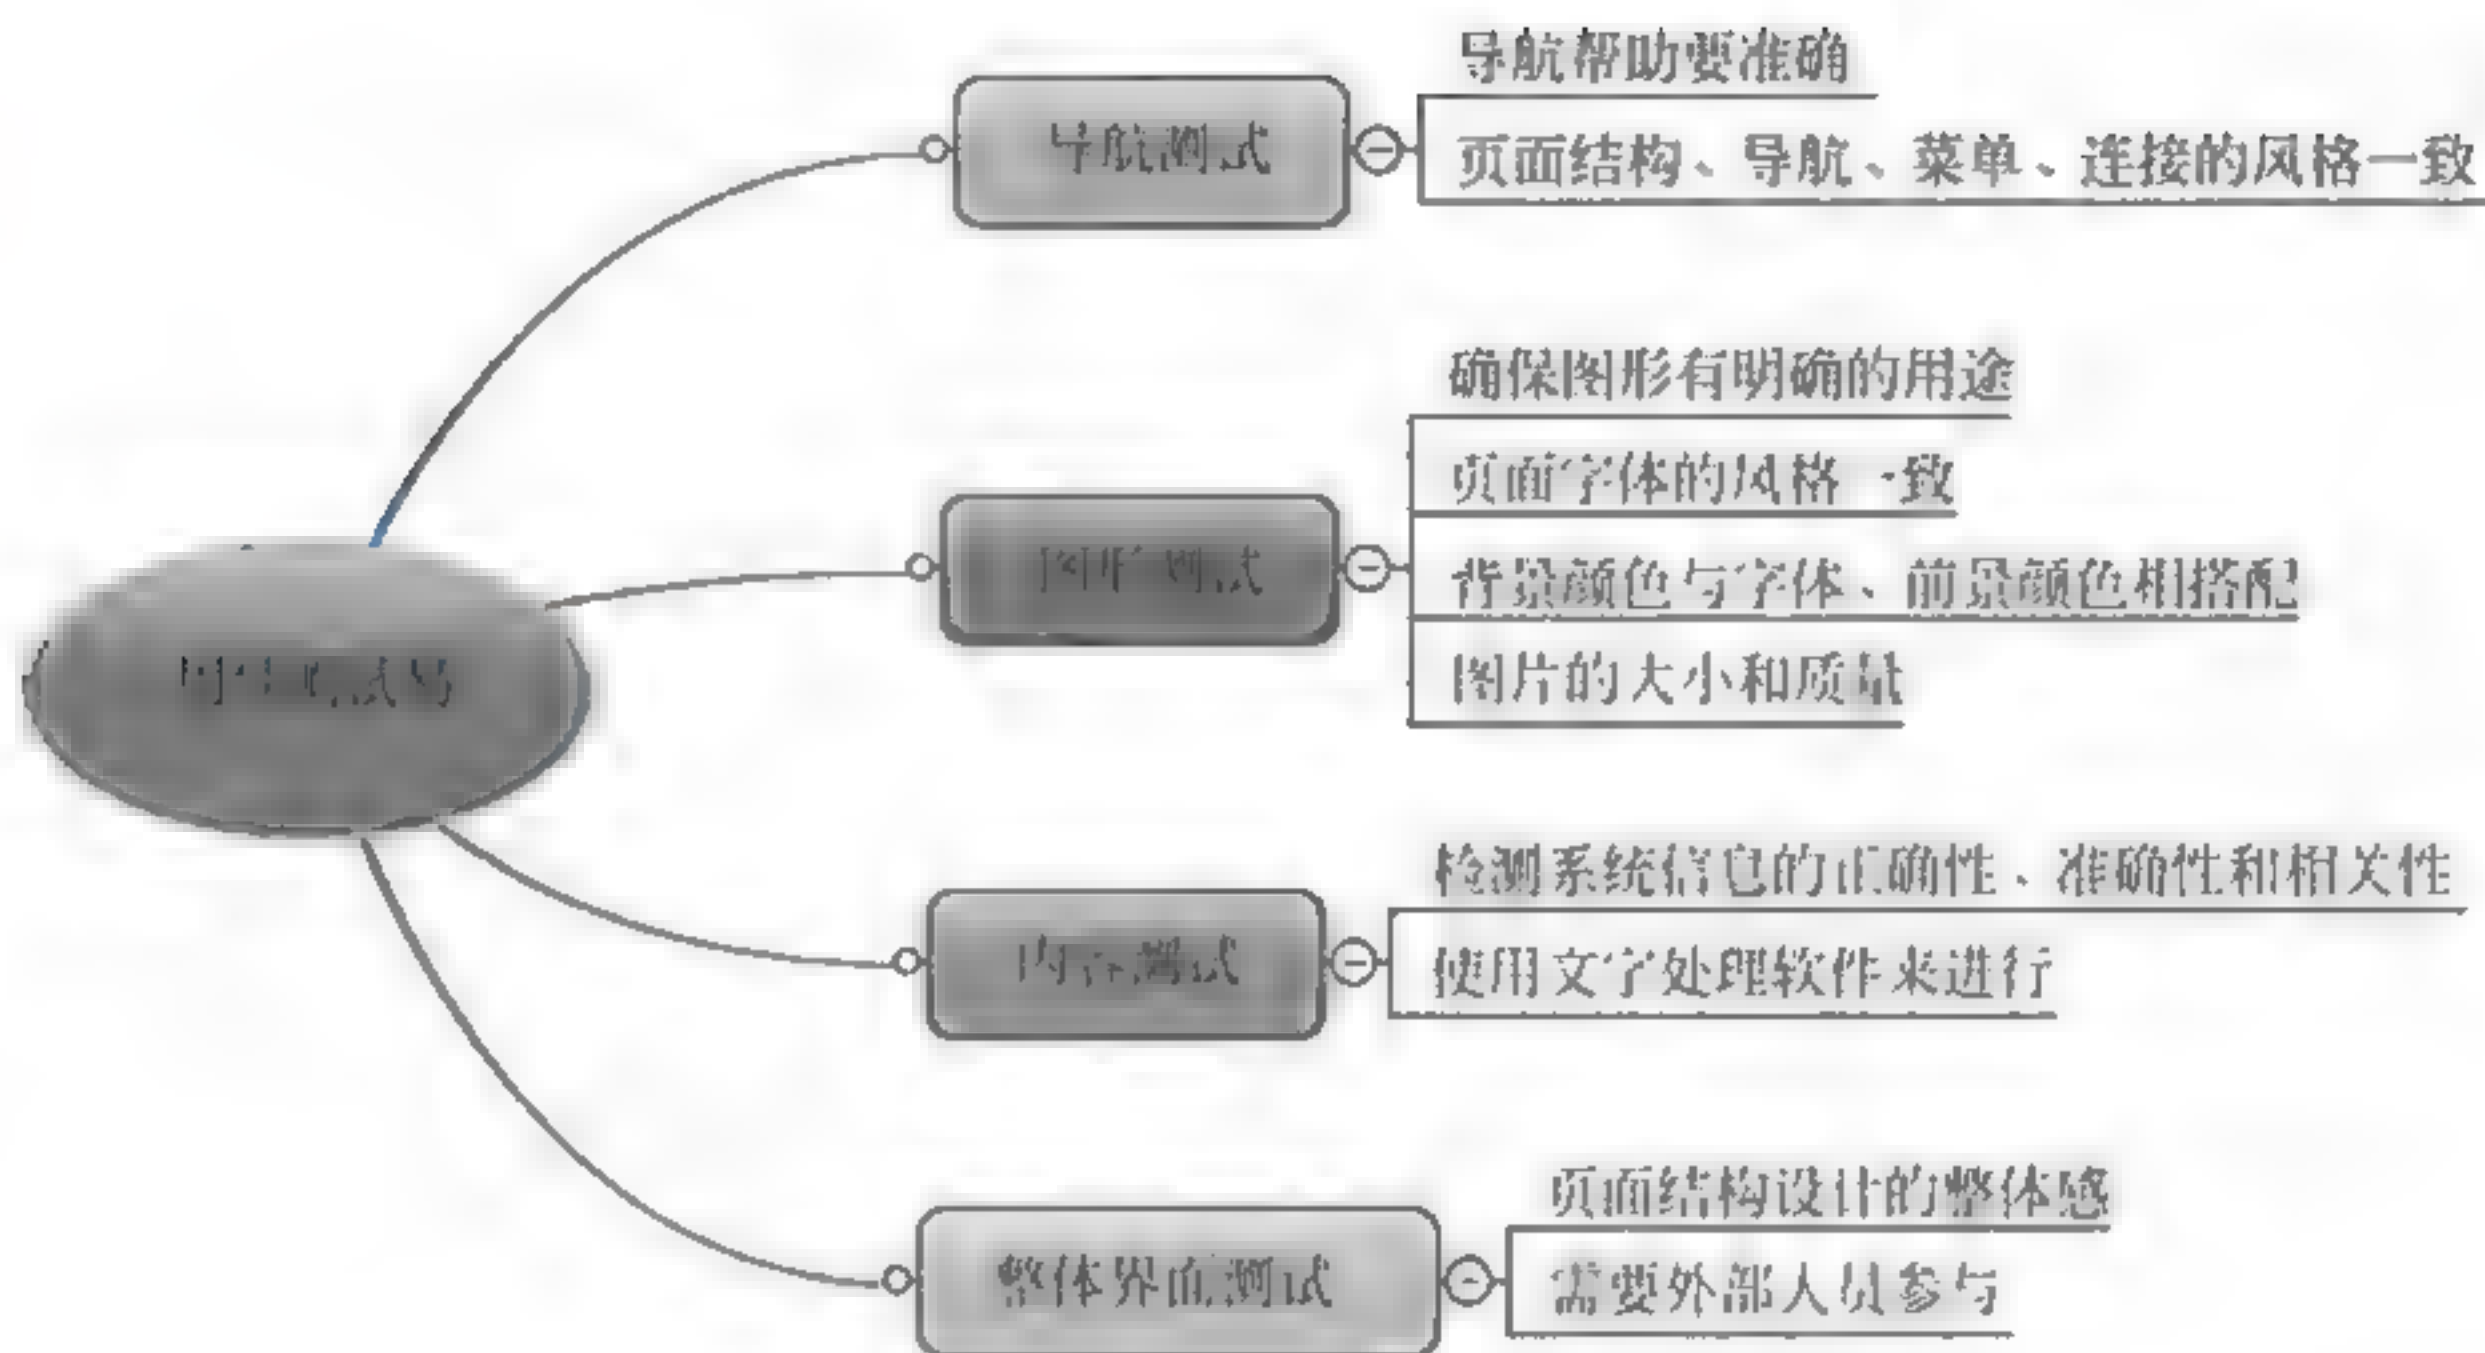 导航帮助要准确
导航测试
页面结构、导航、菜单、连接的风格一致
确保图形有明确的用途
页面字体的风格一致
图形测试
背景颜色与字体、前景颜色相搭配
图片的大小和质量
检测系统信息的正确性、准确性和相关性
内容测试
使用文字处理软件来进行
页面结构设计的整体感
整体界面测试
需要外部人员参与